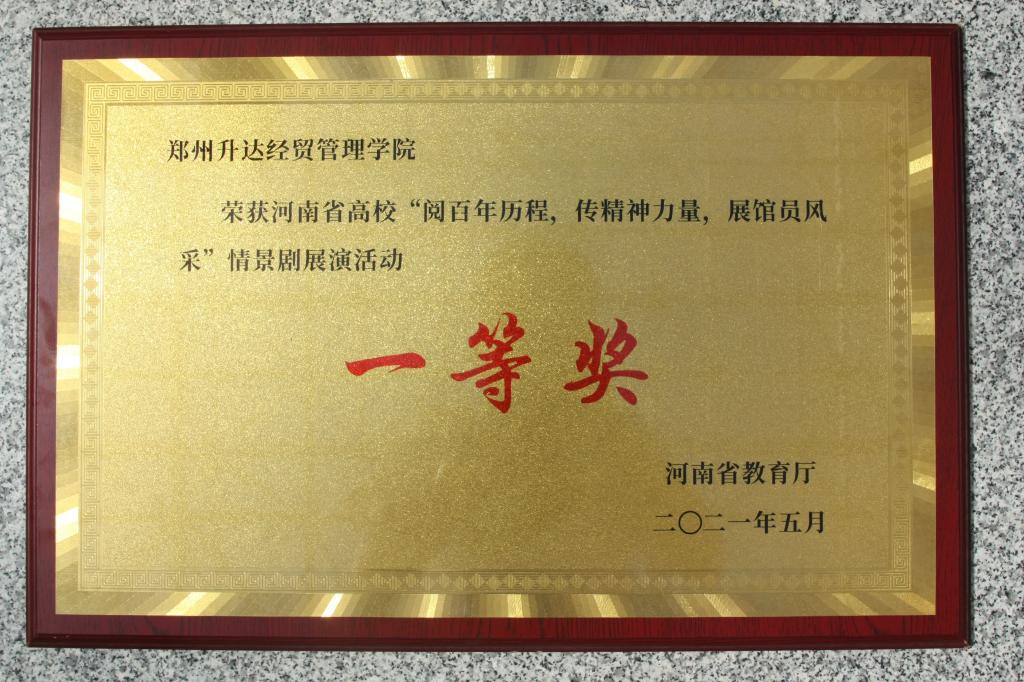 郑州升达经贸管理学院
荣获河南省高校“阅百年历程，传精神力量，展馆员风
采”情景剧展演活动
一等奖
河南省教育厅
二〇二一年五月